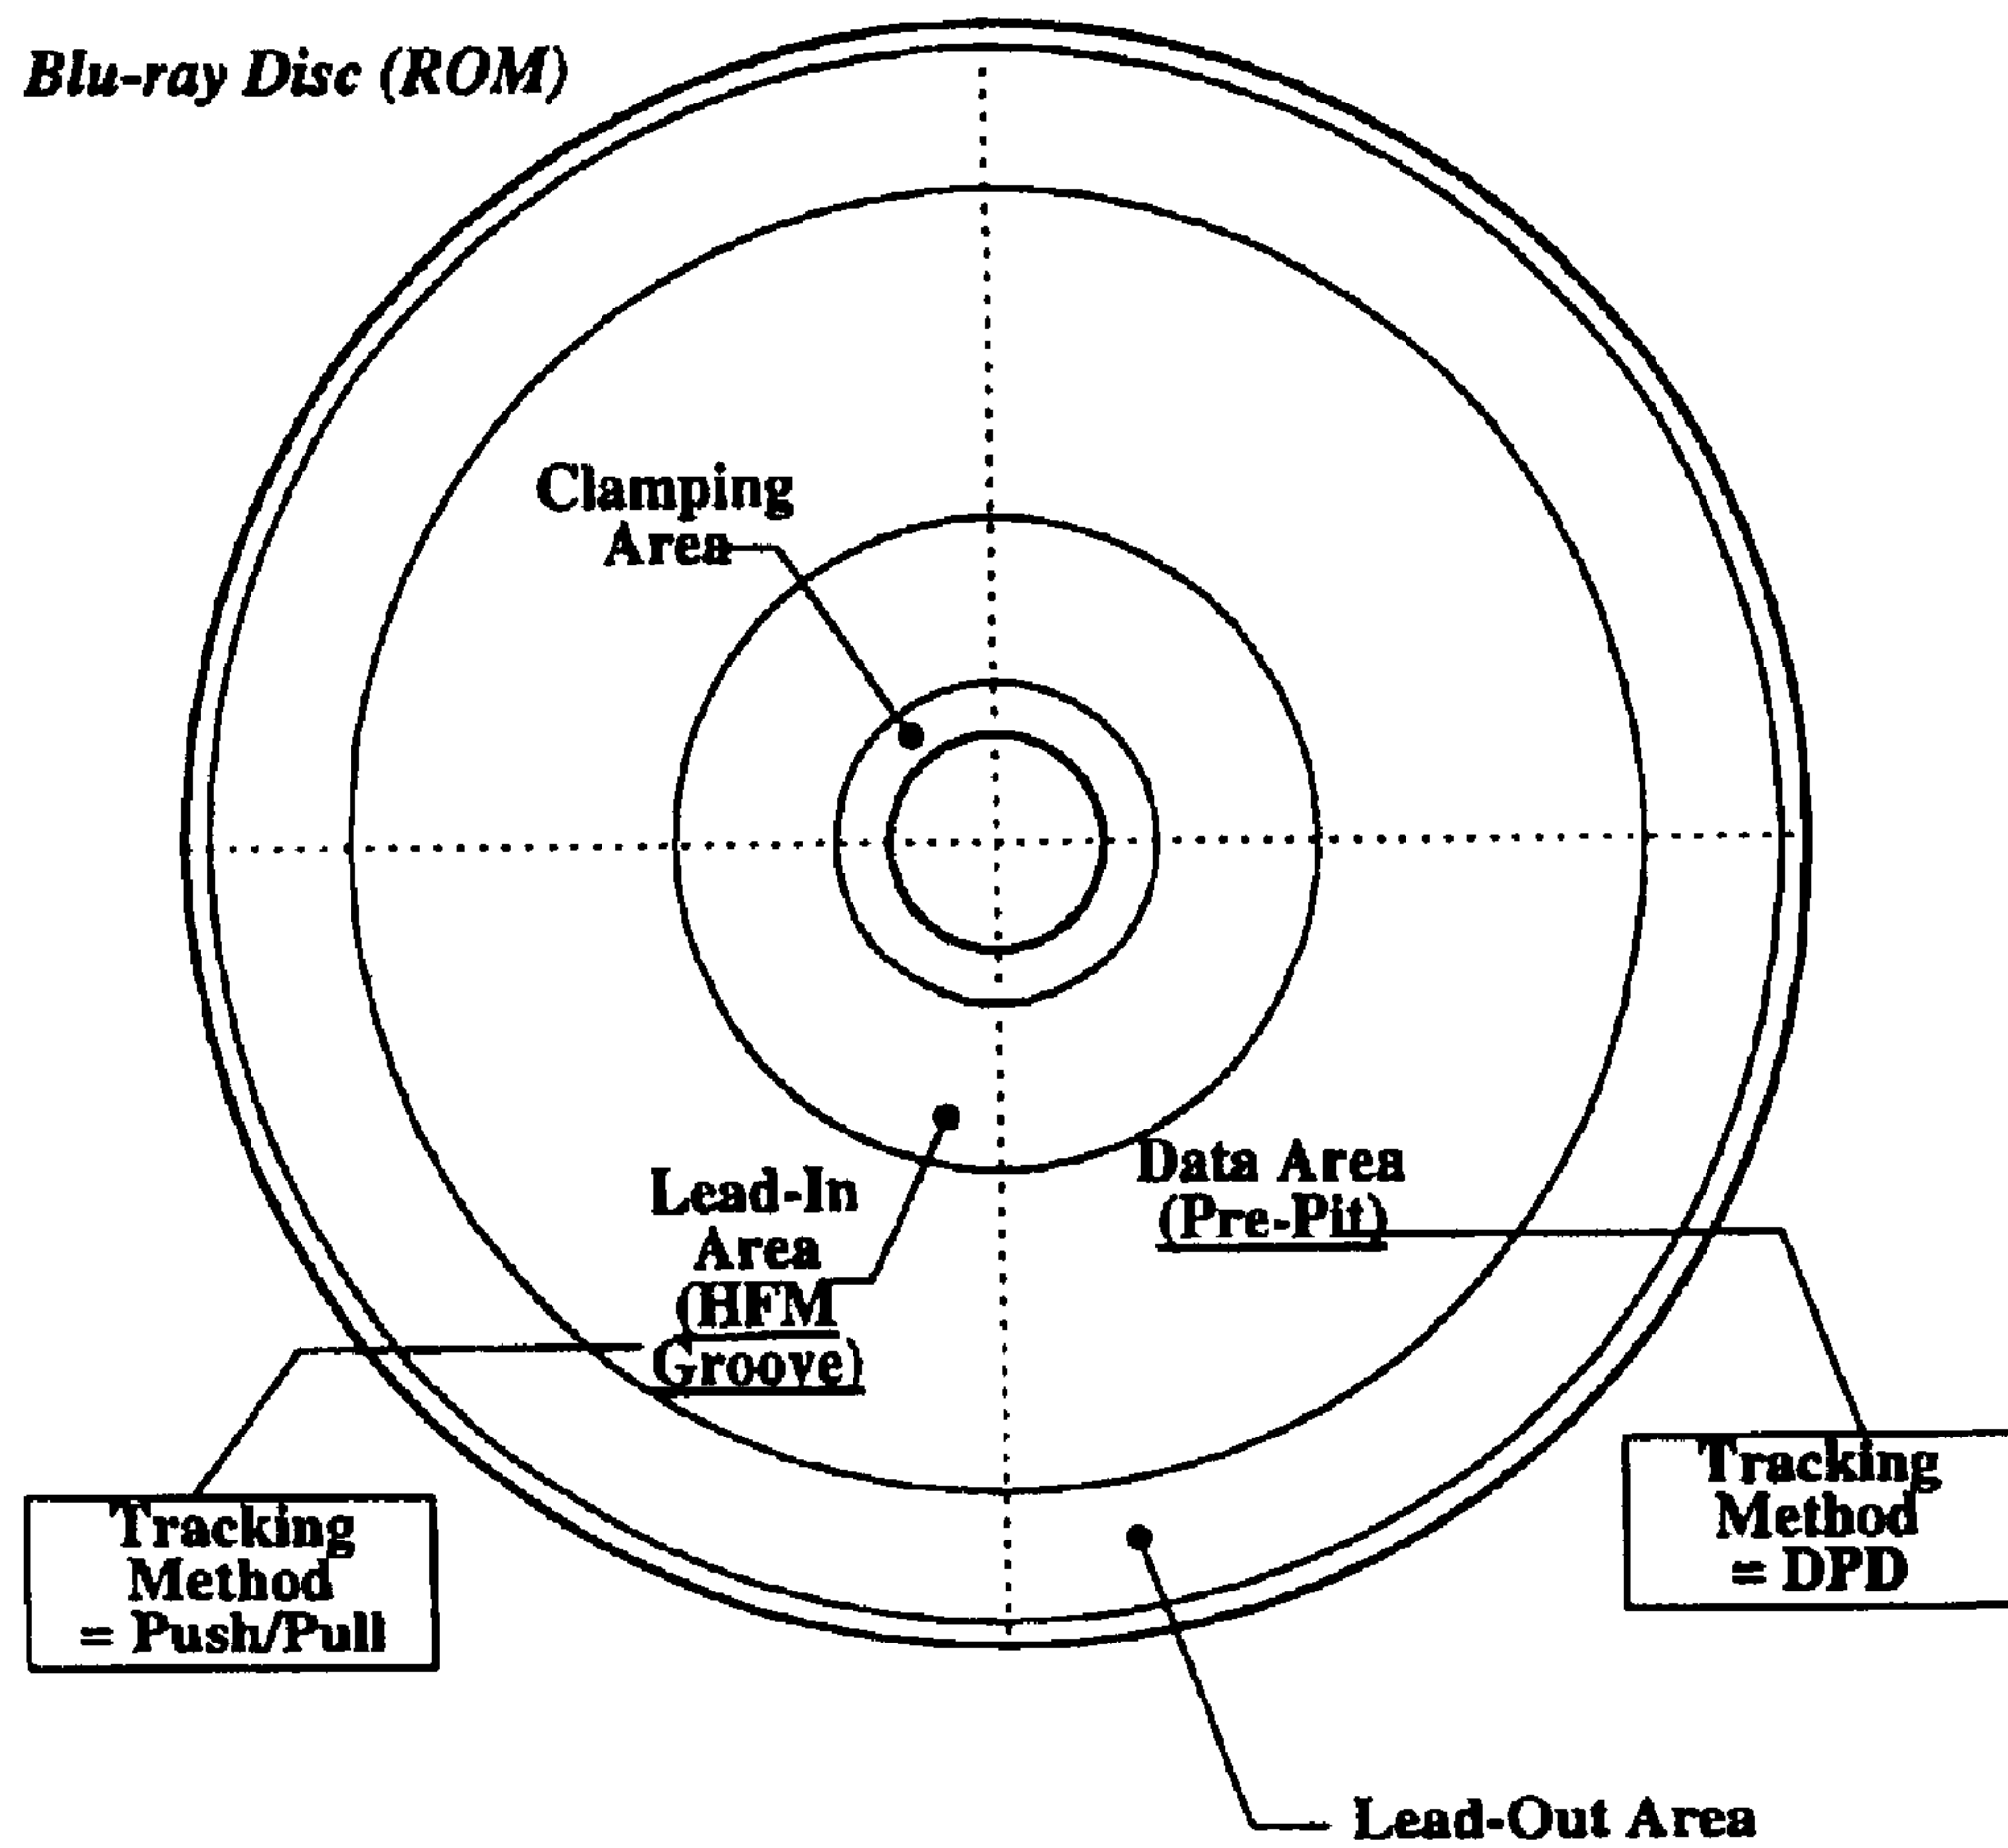 Blu-ray Disc (ROM)
Clamping
Area
Lead-In
Area
(HFM
Groove)
Data Area
(Pre-Pit)
Tracking
Method
= Push/Pull
Tracking
Method
= DPD
Lead-Out Area